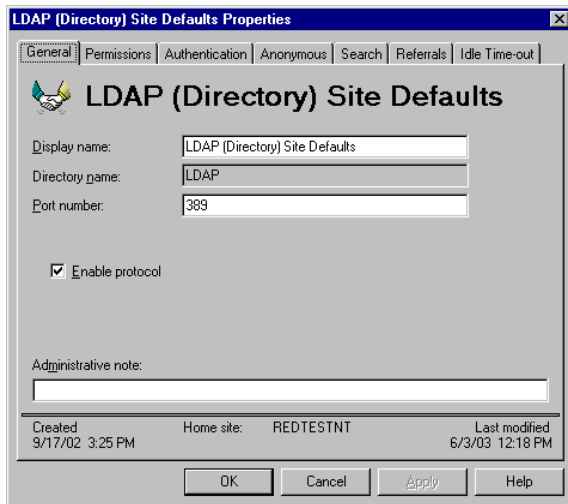 LDAP (Directory) Site Defaults Properties
General Permissions Authentication Anonymous Search Referrals Idle Time-out
LDAP (Directory) Site Defaults
Display name: LDAP (Directory) Site Defaults
Directory name: LDAP
Port number: 389
Enable protocol
Administrative note:
Created Home site: REDTESTNT Last modified
9/17/02 3:25 PM 6/3/03 12:18 PM
OK Cancel Apply Help